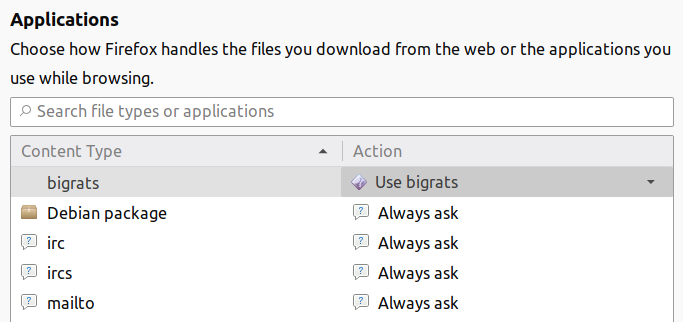 Applications
Choose how Firefox handles the files you download from the web or the applications you
use while browsing.
Search file types or applications
Content Type Action
bigrats Use bigrats
Debian package Always ask
irc Always ask
ircs Always ask
mailto Always ask